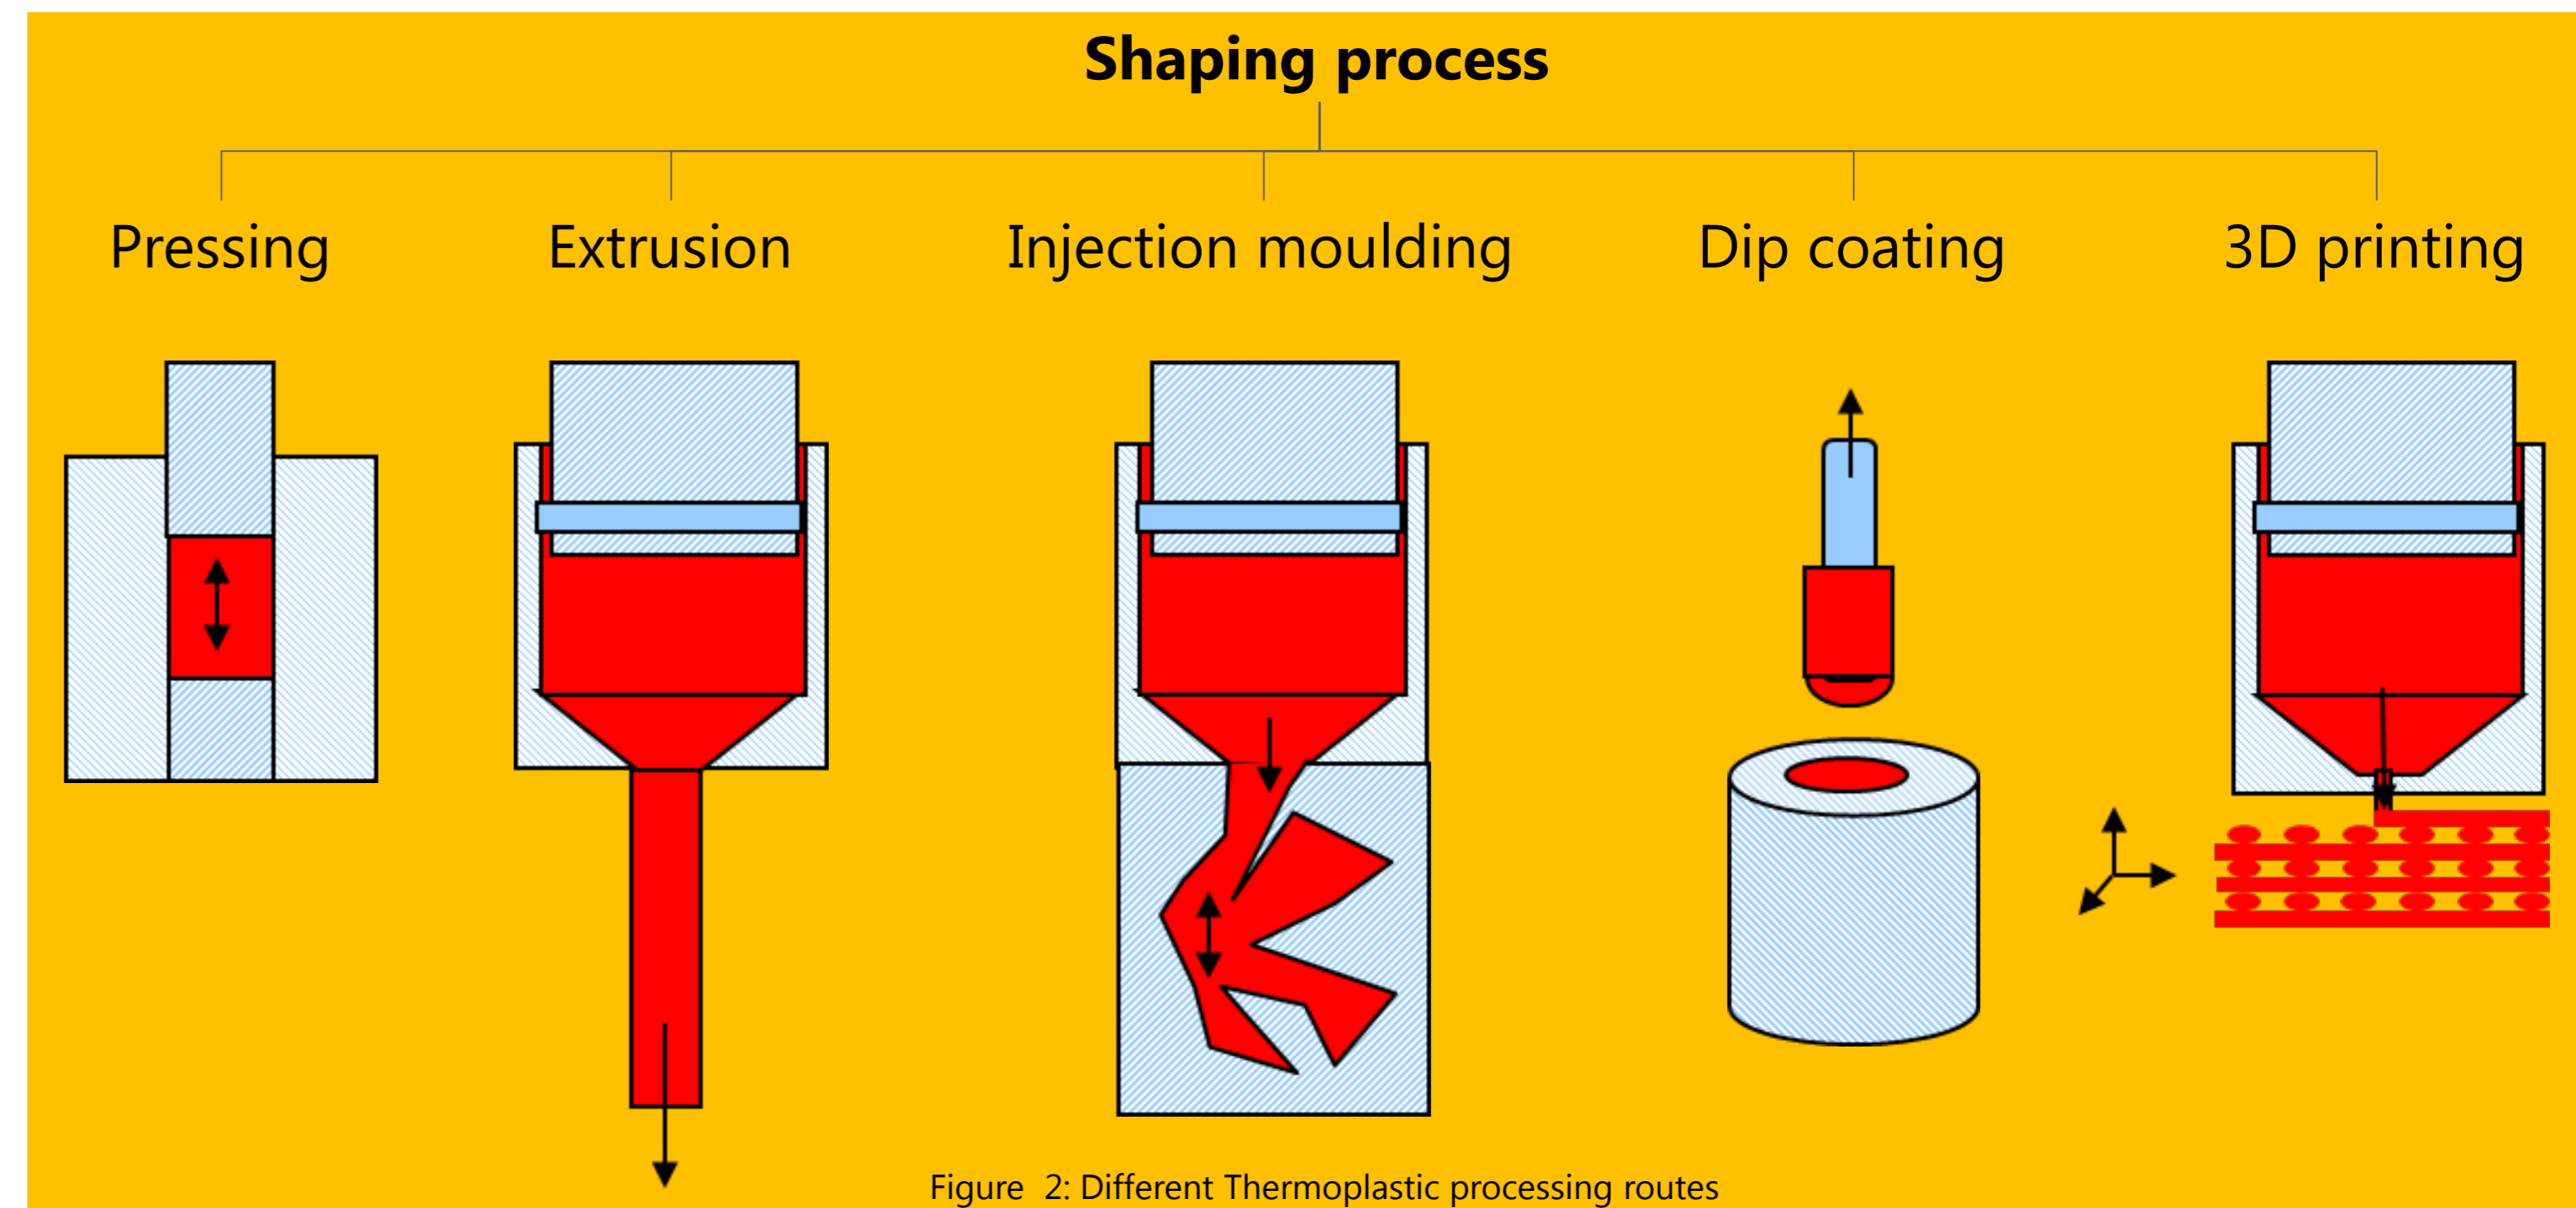 Shaping process
Pressing
Extrusion
Injection moulding
Dip coating
3D printing
Figure 2: Different Thermoplastic processing routes